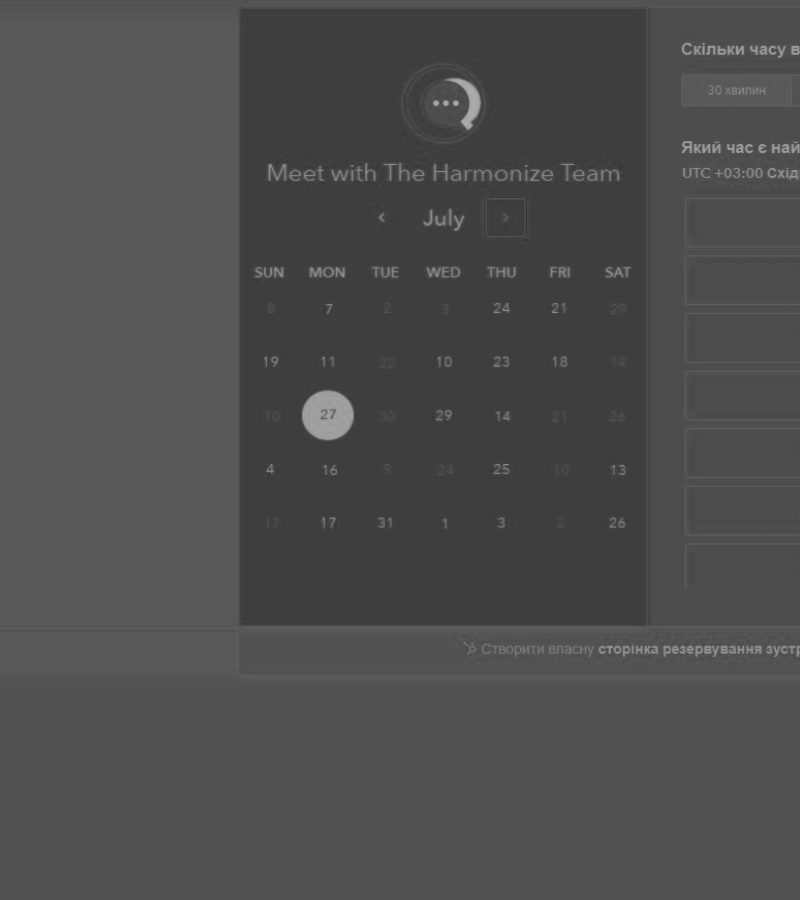 Meet with The Harmonize Team
July
SUN MON TUE WED THU FRI SAT
8 7 2 3 24 21 29
19 11 22 10 23 18 14
10 27 30 29 14 21 26
4 16 9 24 25 10 13
17 17 31 1 3 2 26
Скільки часу в
30 хвилин
Який час є най
UTC +03:00 Східн
Створити власну сторінка резервування зустр